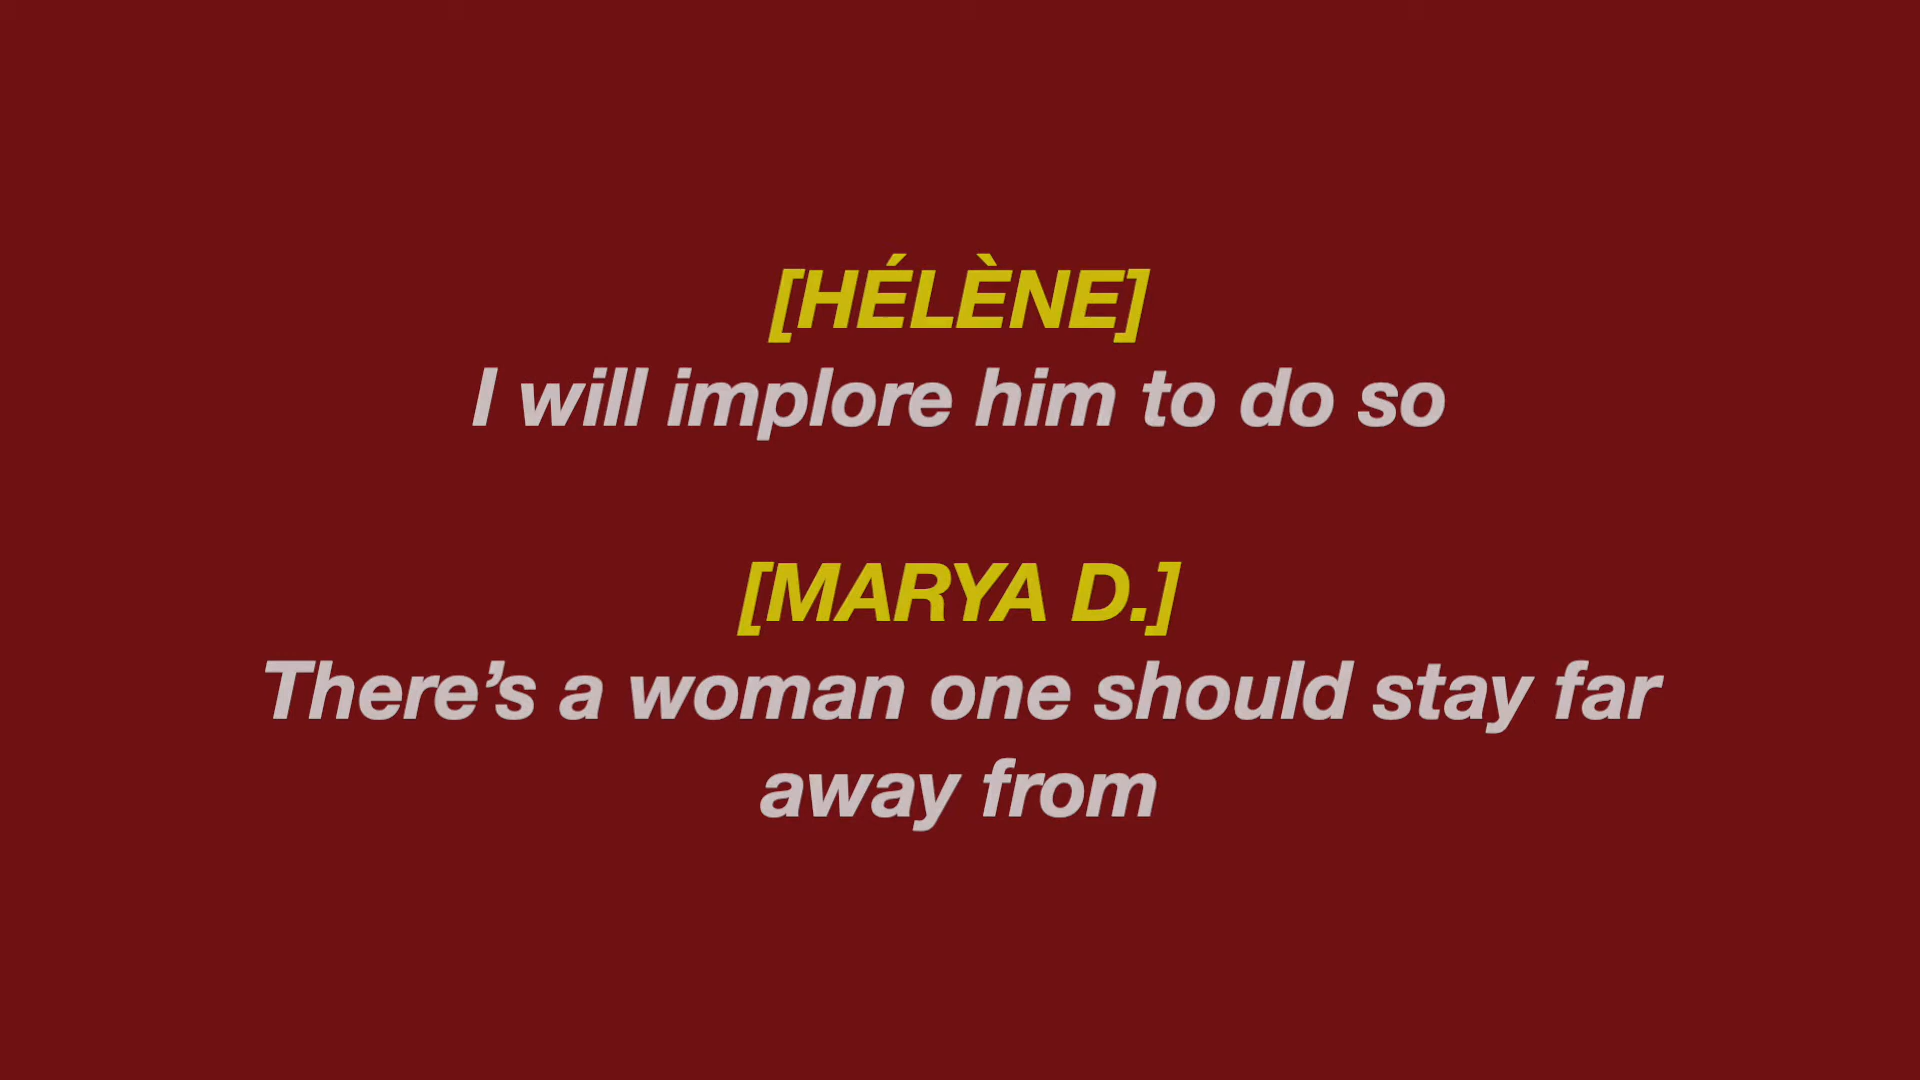 [HÉLÈNE]
I will implore him to do so
[MARYA D.]
There’s a woman one should stay far
away from